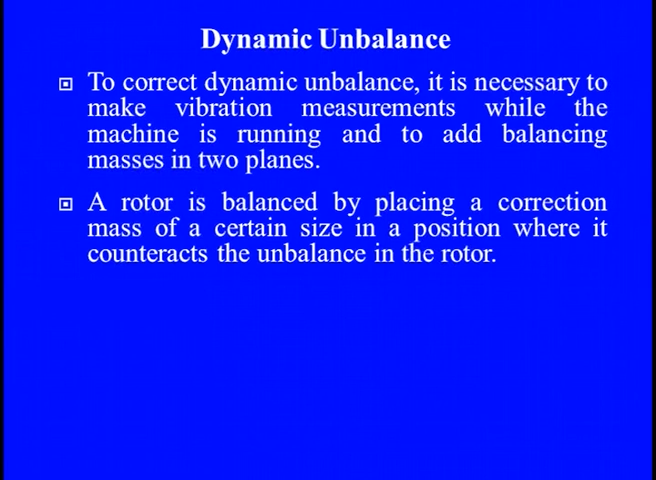 Dynamic Unbalance
To correct dynamic unbalance, it is necessary to
make vibration measurements while the
machine is running and to add balancing
masses in two planes.
A rotor is balanced by placing a correction
mass of a certain size in a position where it
counteracts the unbalance in the rotor.